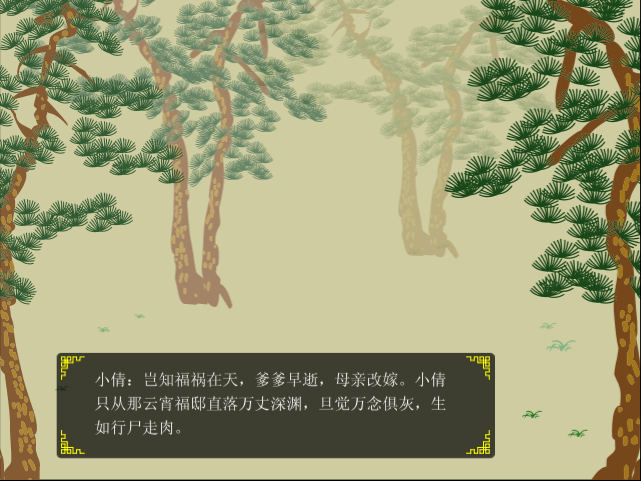 小倩：岂知福祸在天，爹爹早逝，母亲改嫁。小倩
只从那云宵福邸直落万丈深渊，旦觉万念俱灰，生
如行尸走肉。